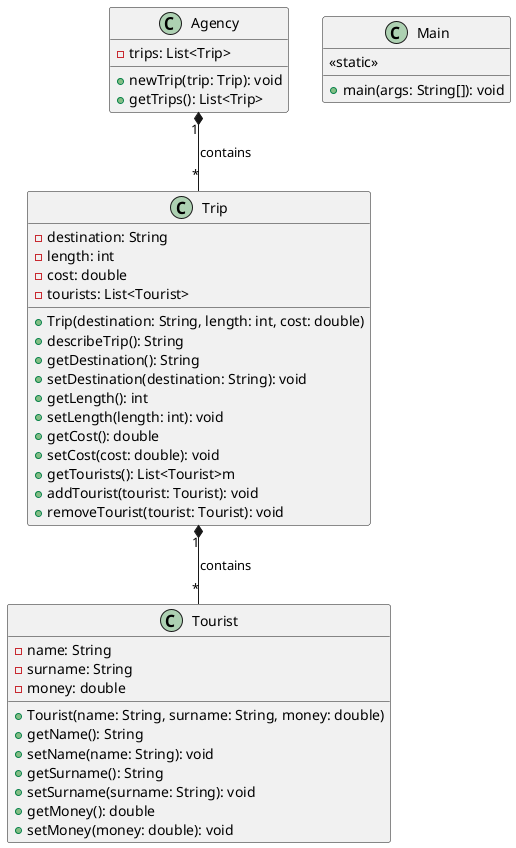 C Agency
trips: List<Trip>
newTrip(trip: Trip): void
getTrips(): List<Trip>
C Main
«static»
main(args: String[]): void
1
contains
*
C Trip
destination: String
length: int
cost: double
tourists: List<Tourist>
Trip(destination: String, length: int, cost: double)
describeTrip(): String
getDestination(): String
setDestination(destination: String): void
getLength(): int
setLength(length: int): void
getCost(): double
setCost(cost: double): void
getTourists(): List<Tourist>m
addTourist(tourist: Tourist): void
removeTourist(tourist: Tourist): void
1
contains
*
C Tourist
name: String
surname: String
money: double
Tourist(name: String, surname: String, money: double)
getName(): String
setName(name: String): void
getSurname(): String
setSurname(surname: String): void
getMoney(): double
setMoney(money: double): void